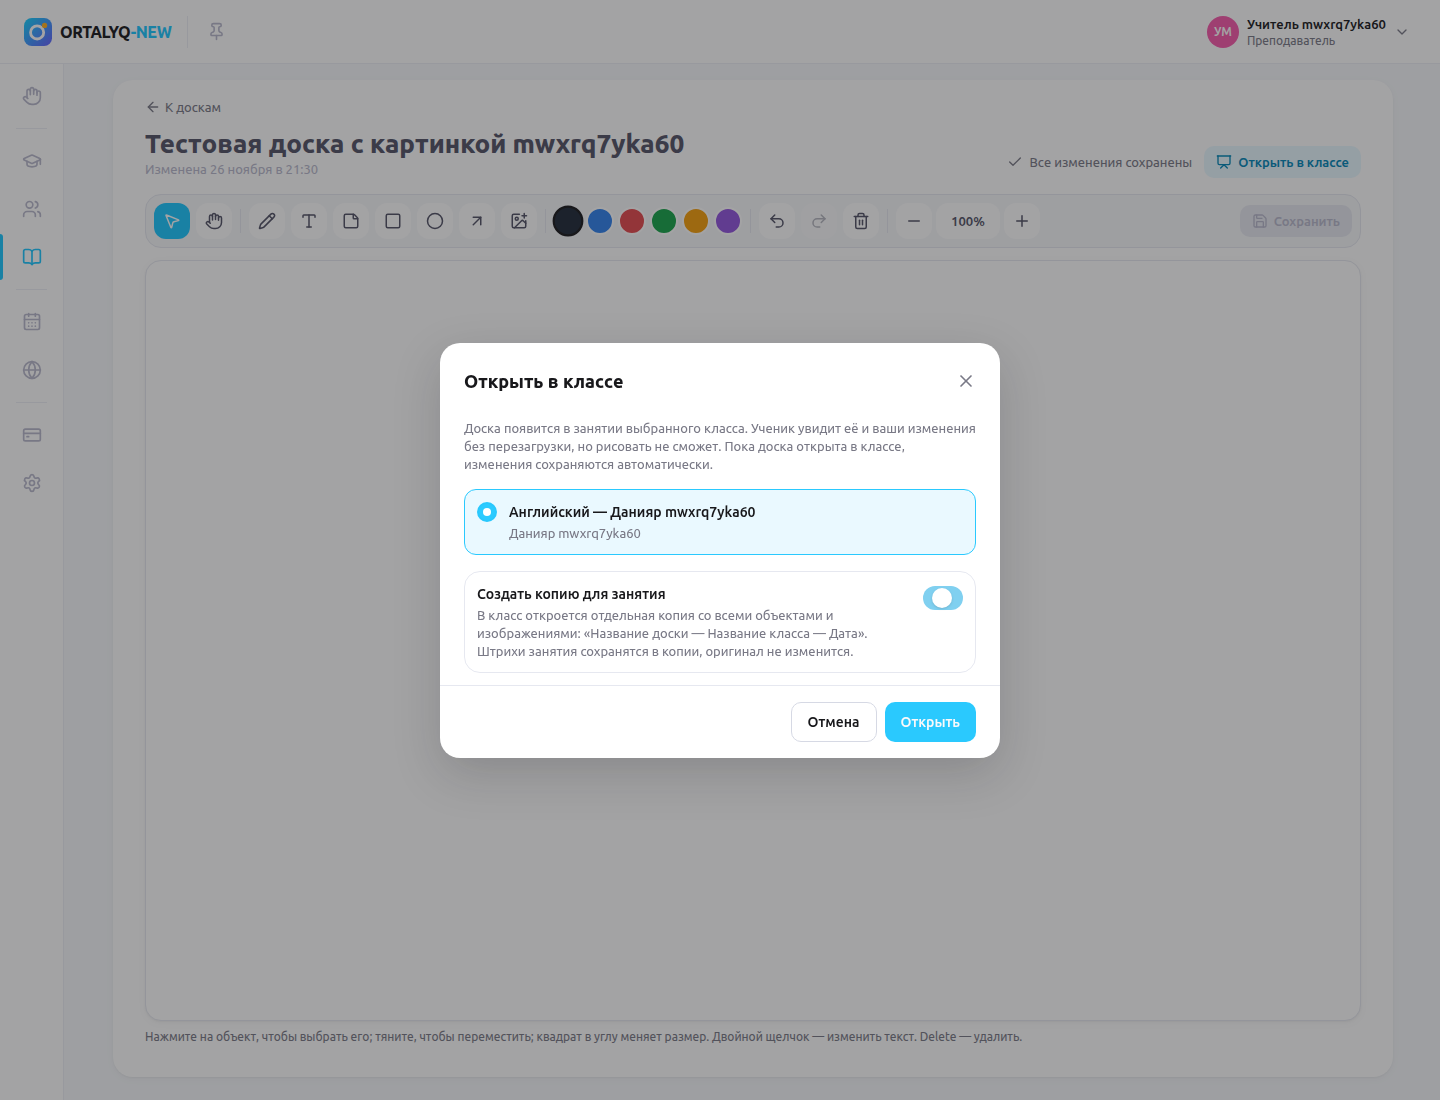 ORTALYQ-NEW
УМ
Учитель mwxrq7yka60
Преподаватель
К доскам
Тестовая доска с картинкой mwxrq7yka60
Изменена 26 ноября в 21:30
Все изменения сохранены
Открыть в классе
100%
Сохранить
Открыть в классе
Доска появится в занятии выбранного класса. Ученик увидит её и ваши изменения
без перезагрузки, но рисовать не сможет. Пока доска открыта в классе,
изменения сохраняются автоматически.
Английский — Данияр mwxrq7yka60
Данияр mwxrq7yka60
Создать копию для занятия
В класс откроется отдельная копия со всеми объектами и
изображениями: «Название доски — Название класса — Дата».
Штрихи занятия сохранятся в копии, оригинал не изменится.
Отмена
Открыть
Нажмите на объект, чтобы выбрать его; тяните, чтобы переместить; квадрат в углу меняет размер. Двойной щелчок — изменить текст. Delete — удалить.